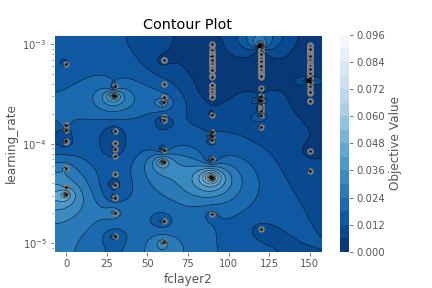 Contour Plot
10⁻³
10⁻⁴
10⁻⁵
learning_rate
0 25 50 75 100 125 150
fclayer2
0.096
0.084
0.072
0.060
0.048
0.036
0.024
0.012
0.000
Objective Value